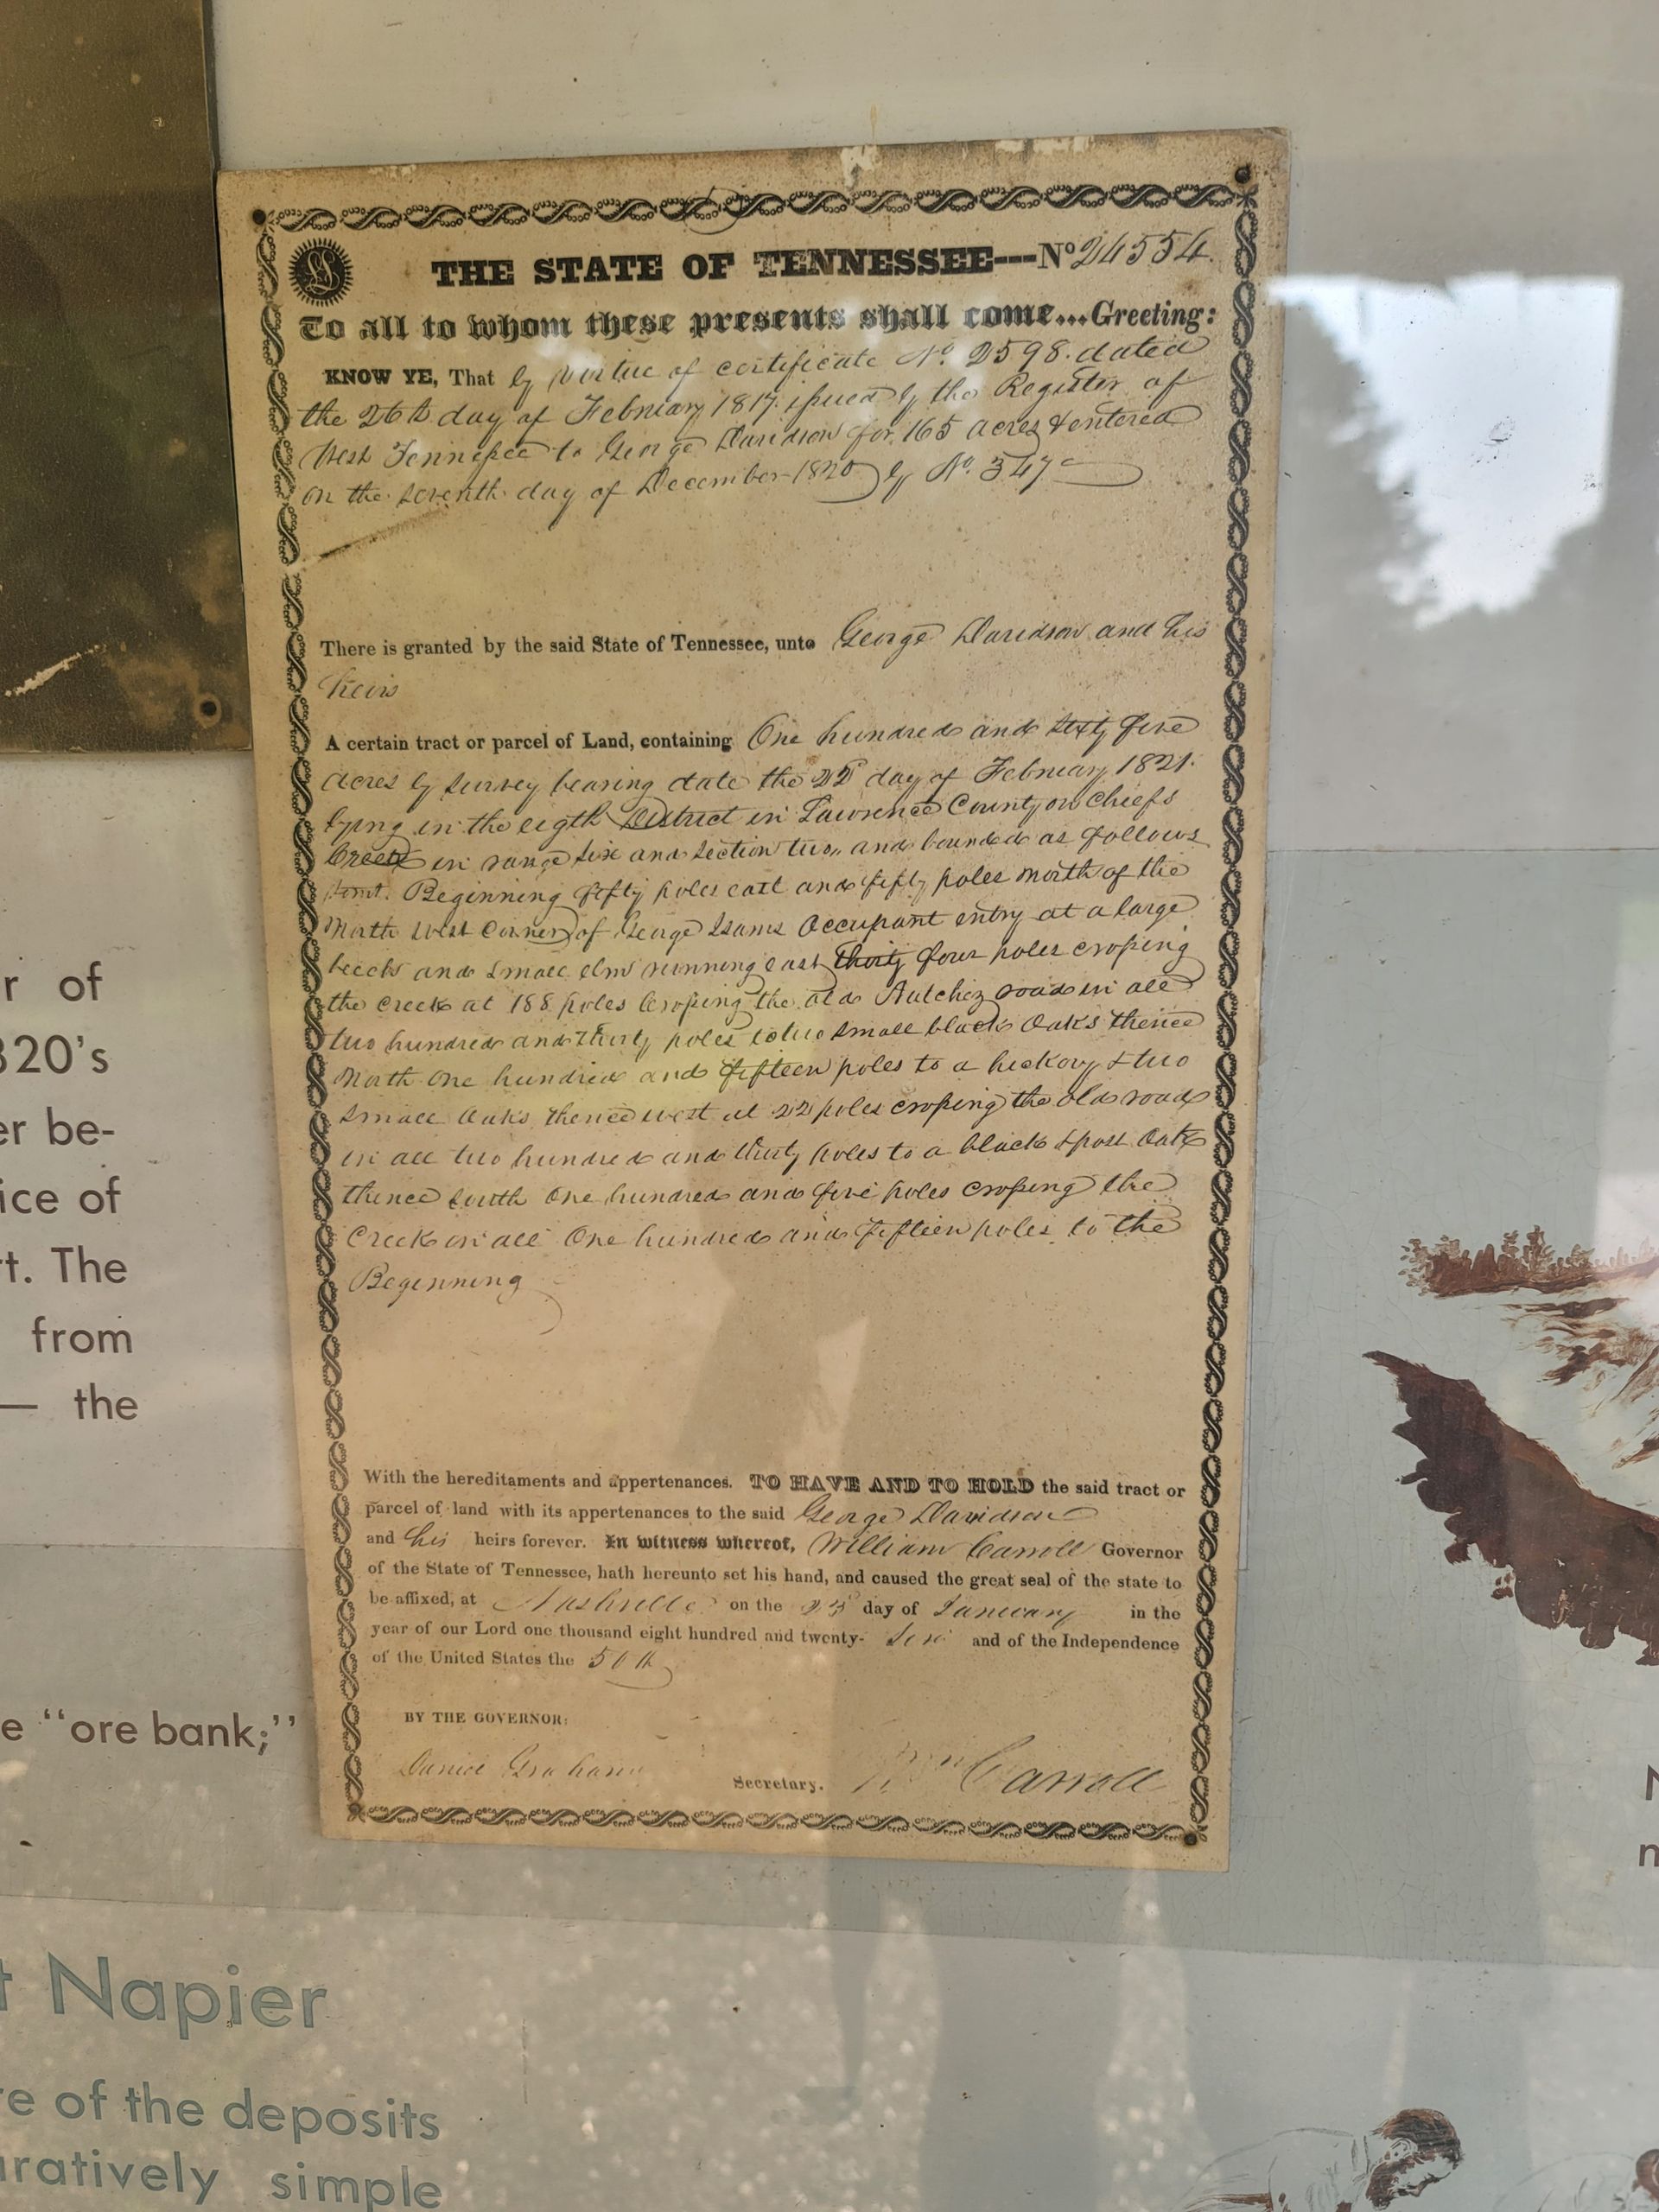 THE STATE OF TENNESSEE---No 24554.
To all to whom these presents shall come...Greeting:
KNOW YE, That by virtue of certificate No. 2598. dated
the 26th day of February 1817. issued by the Register of
West Tennessee to George Davidson for 165 acres & entered
on the seventh day of December 1820 by No. 347
There is granted by the said State of Tennessee, unto George Davidson and his
heirs
A certain tract or parcel of Land, containing One hundred and sixty five
acres by survey bearing date the 22d day of February 1821.
lying in the eigth District in Lawrence County on Chiefs
Creek in range six and section two,, and bounded as follows
towit. Beginning fifty poles east and fifty poles north of the
North West Corner of George Isams Occupant entry at a large
beech and small elm running east thirty four poles crossing
the creek at 188 poles crossing the old Natchez road in all
two hundred and thirty poles to two small black Oaks thence
North One hundred and fifteen poles to a hickory & two
small Oaks thence west at 22 poles crossing the old road
in all two hundred and thirty poles to a black & post Oak
thence south One hundred and five poles crossing the
Creek in all One hundred and fifteen poles to the
Beginning
With the hereditaments and appertenances. TO HAVE AND TO HOLD the said tract or
parcel of land with its appertenances to the said George Davidson
and his heirs forever. In witness whereof, William Carroll Governor
of the State of Tennessee, hath hereunto set his hand, and caused the great seal of the state to
be affixed, at Nashville on the day of January in the
year of our Lord one thousand eight hundred and twenty- six and of the Independence
of the United States the 50th
BY THE GOVERNOR:
Daniel Graham Secretary. Wm Carroll
r of
820's
er be-
ice of
t. The
from
— the
e "ore bank;"
t Napier
re of the deposits
aratively simple